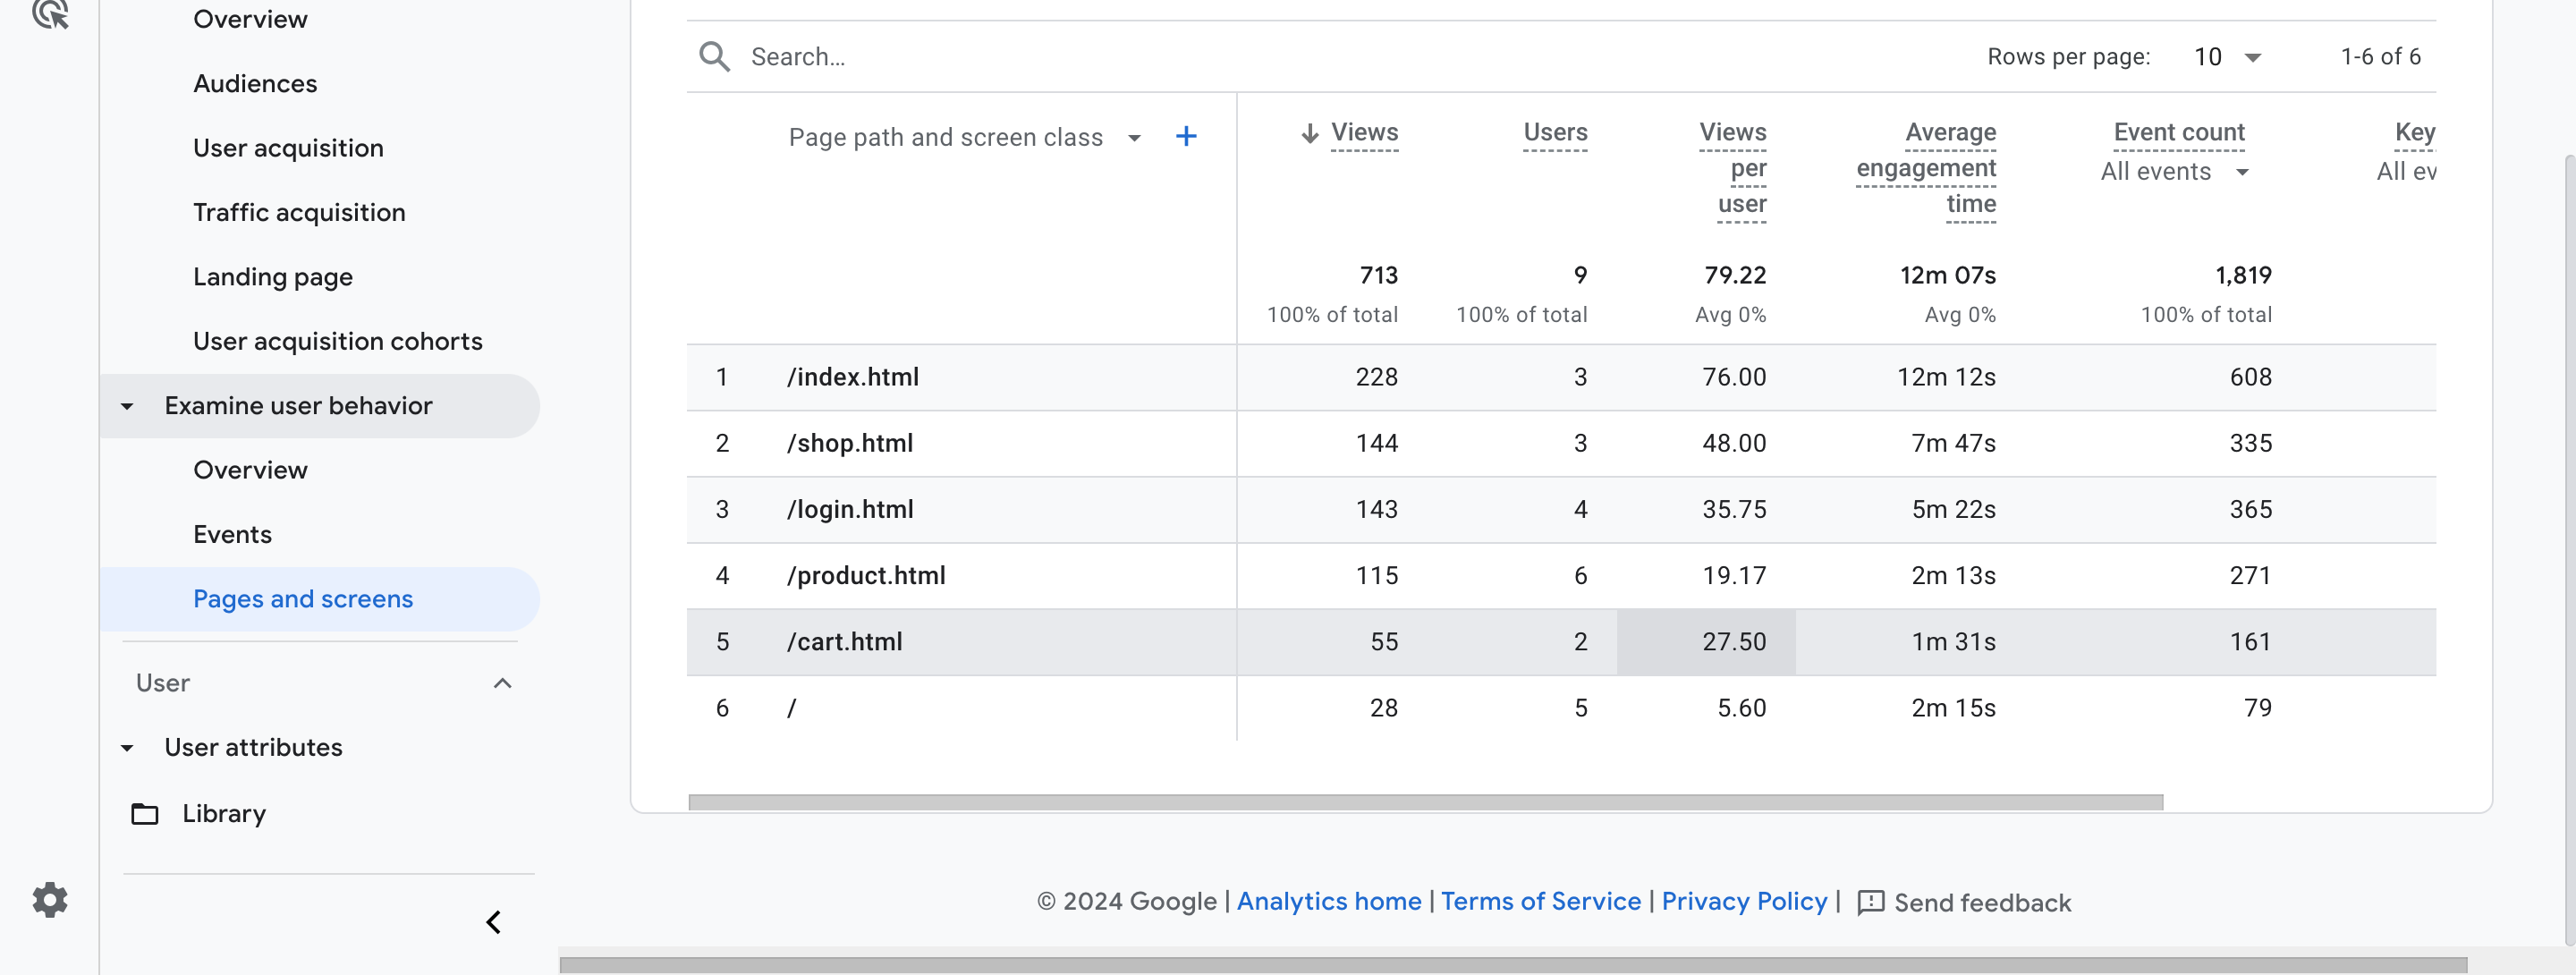 Overview
Audiences
User acquisition
Traffic acquisition
Landing page
User acquisition cohorts
Examine user behavior
Overview
Events
Pages and screens
User
User attributes
Library
Search…
Rows per page: 10 1-6 of 6
Page path and screen class + Views Users Views per user Average engagement time Event count Key
All events All ev
713 9 79.22 12m 07s 1,819
100% of total 100% of total Avg 0% Avg 0% 100% of total
1 /index.html 228 3 76.00 12m 12s 608
2 /shop.html 144 3 48.00 7m 47s 335
3 /login.html 143 4 35.75 5m 22s 365
4 /product.html 115 6 19.17 2m 13s 271
5 /cart.html 55 2 27.50 1m 31s 161
6 / 28 5 5.60 2m 15s 79
© 2024 Google | Analytics home | Terms of Service | Privacy Policy | Send feedback